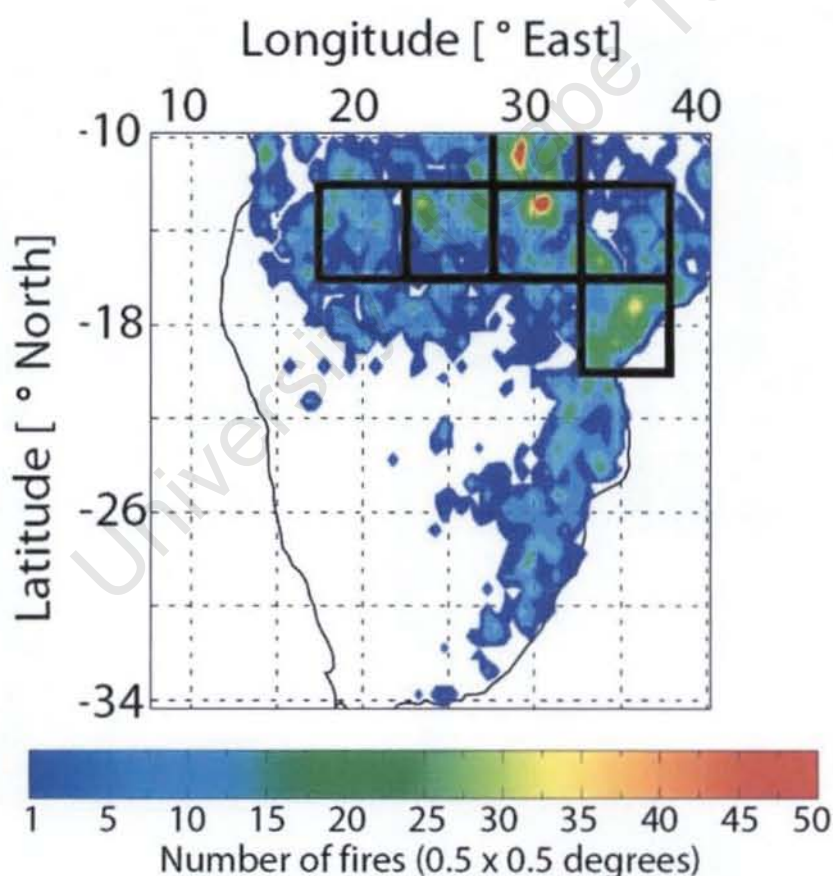 Longitude [ ° East]
10 20 30 40
-10
-18
-26
-34
Latitude [ ° North]
1 5 10 15 20 25 30 35 40 45 50
Number of fires (0.5 x 0.5 degrees)